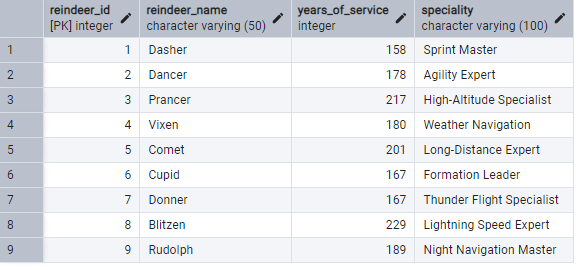 reindeer_id reindeer_name years_of_service speciality
[PK] integer character varying (50) integer character varying (100)
1 1 Dasher 158 Sprint Master
2 2 Dancer 178 Agility Expert
3 3 Prancer 217 High-Altitude Specialist
4 4 Vixen 180 Weather Navigation
5 5 Comet 201 Long-Distance Expert
6 6 Cupid 167 Formation Leader
7 7 Donner 167 Thunder Flight Specialist
8 8 Blitzen 229 Lightning Speed Expert
9 9 Rudolph 189 Night Navigation Master